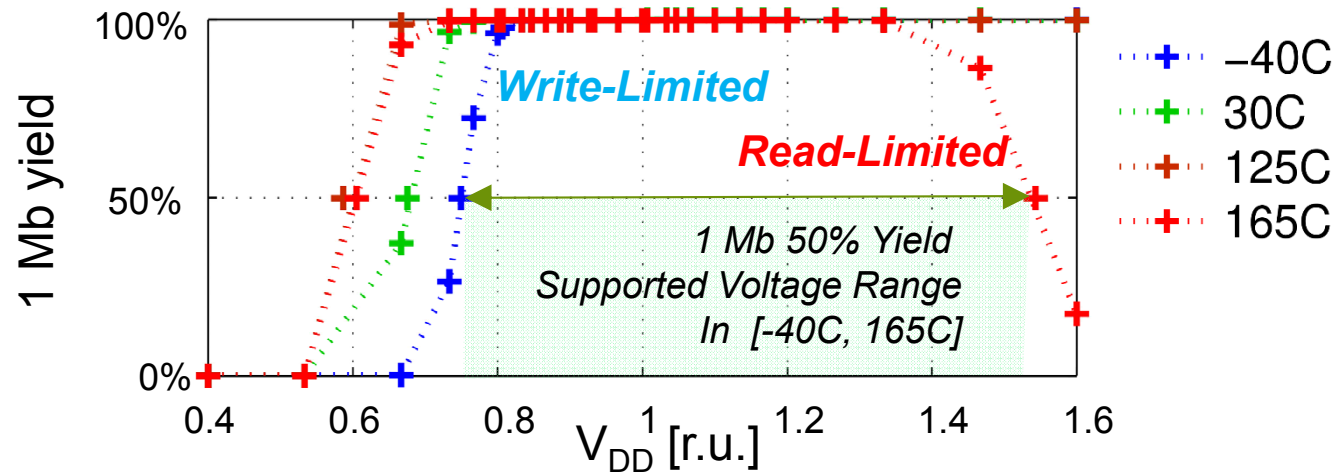 1 Mb yield
100%
50%
0%
Write-Limited
Read-Limited
1 Mb 50% Yield
Supported Voltage Range
In [-40C, 165C]
0.4
0.6
0.8
1
1.2
1.4
1.6
V_DD [r.u.]
−40C
30C
125C
165C